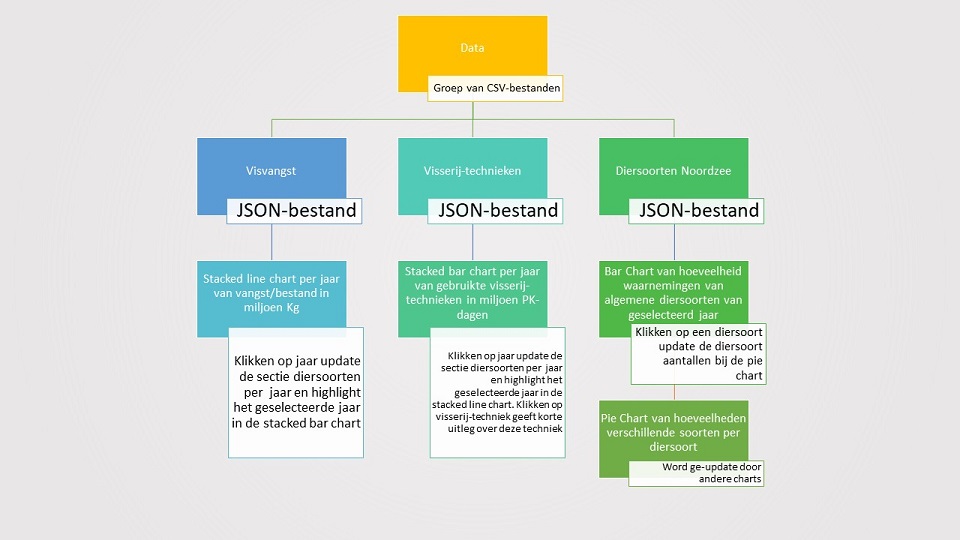 Data
Groep van CSV-bestanden
Visvangst
JSON-bestand
Visserij-technieken
JSON-bestand
Diersoorten Noordzee
JSON-bestand
Stacked line chart per jaar
van vangst/bestand in
miljoen Kg
Klikken op jaar update
de sectie diersoorten
per jaar en highlight
het geselecteerde jaar
in de stacked bar chart
Stacked bar chart per jaar
van gebruikte visserij-
technieken in miljoen PK-
dagen
Klikken op jaar update de
sectie diersoorten per jaar
en highlight het
geselecteerde jaar in de
stacked line chart. Klikken op
visserij-techniek geeft korte
uitleg over deze techniek
Bar Chart van hoeveelheid
waarnemingen van
algemene diersoorten van
geselecteerd jaar
Klikken op een diersoort
update de diersoort
aantallen bij de pie
chart
Pie Chart van hoeveelheden
verschillende soorten per
diersoort
Word ge-update door
andere charts